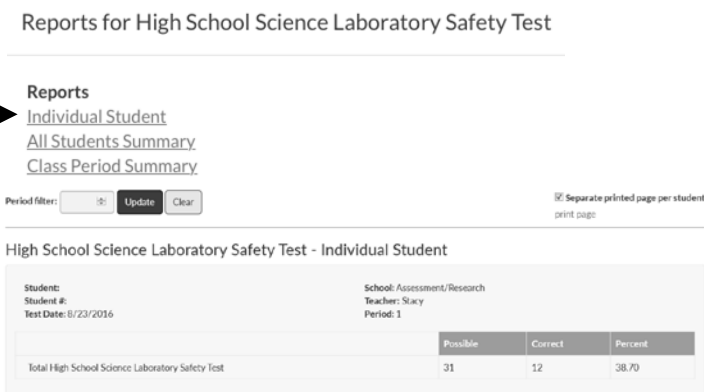 Reports for High School Science Laboratory Safety Test
Reports
Individual Student
All Students Summary
Class Period Summary
Period filter: Update Clear
Separate printed page per student
print page
High School Science Laboratory Safety Test - Individual Student
Student: School: Assessment/Research
Student #: Teacher: Stacy
Test Date: 8/23/2016 Period: 1
Possible Correct Percent
Total High School Science Laboratory Safety Test 31 12 38.70